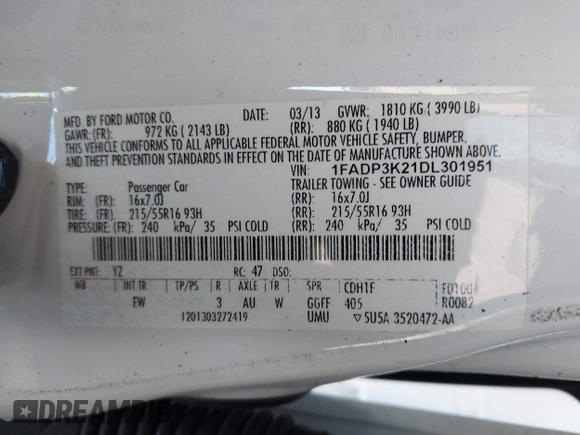 MFD BY FORD MOTOR CO. DATE: 03/13 GVWR: 1810 KG ( 3990 LB)
GAWR: (FR): 972 KG ( 2143 LB) (RR): 880 KG ( 1940 LB)
THIS VEHICLE CONFORMS TO ALL APPLICABLE FEDERAL MOTOR VEHICLE SAFETY, BUMPER,
AND THEFT PREVENTION STANDARDS IN EFFECT ON THE DATE OF MANUFACTURE SHOWN ABOVE.
VIN: 1FADP3K21DL301951
TYPE: Passenger Car TRAILER TOWING - SEE OWNER GUIDE
RIM: (FR): 16x7.0J (RR): 16x7.0J
TIRE: (FR): 215/55R16 93H (RR): 215/55R16 93H
PRESSURE: (FR): 240 kPa/ 35 PSI COLD (RR): 240 kPa/ 35 PSI COLD
EXT PNT: YZ RC: 47 DSO:
WB INT TR TP/PS R AXLE TR SPR CDH1F F0100
EW 3 AU W GGFF 405 R0082
1201303272419 UMU ▽5U5A 3520472-AA
DREAMBID